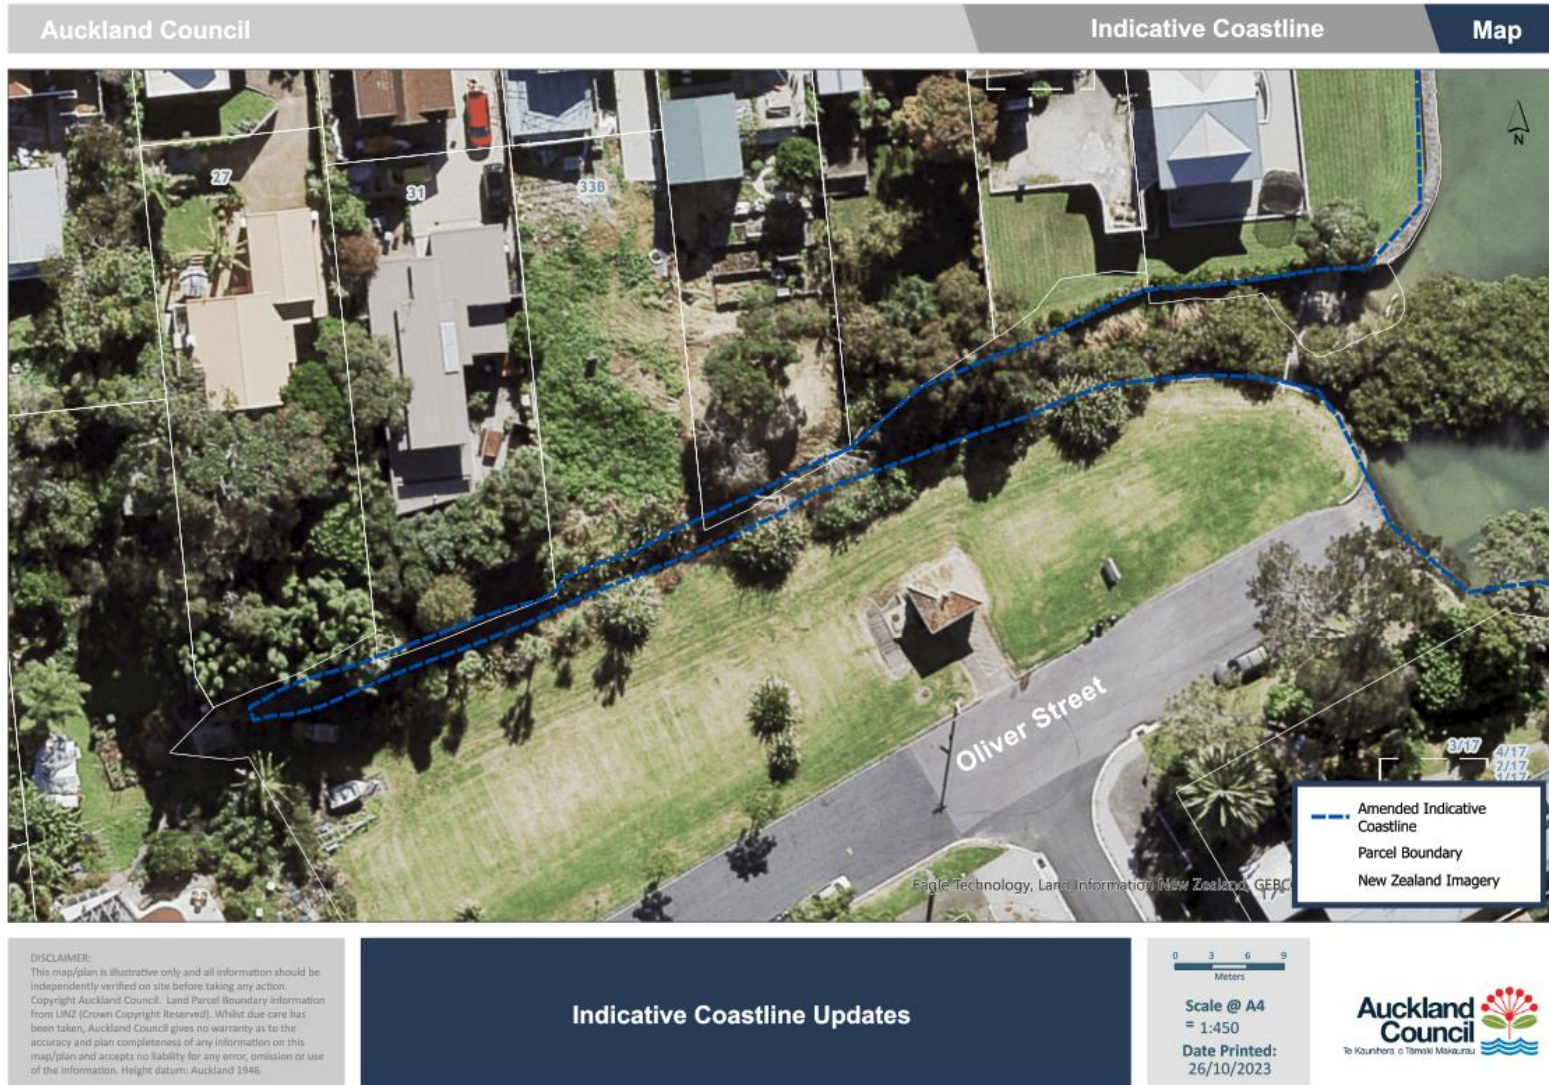 Auckland Council
Indicative Coastline
Map
N
27
31
33B
Oliver Street
3/17
4/17
2/17
1/17
17
Amended Indicative
Coastline
Parcel Boundary
New Zealand Imagery
Eagle Technology, Land Information New Zealand, GEBC
DISCLAIMER:
This map/plan is illustrative only and all information should be
independently verified on site before taking any action.
Copyright Auckland Council. Land Parcel Boundary information
from LINZ (Crown Copyright Reserved). Whilst due care has
been taken, Auckland Council gives no warranty as to the
accuracy and plan completeness of any information on this
map/plan and accepts no liability for any error, omission or use
of the information. Height datum: Auckland 1946.
Indicative Coastline Updates
0 3 6 9
Meters
Scale @ A4
= 1:450
Date Printed:
26/10/2023
Auckland
Council
Te Kaunihera o Tāmaki Makaurau